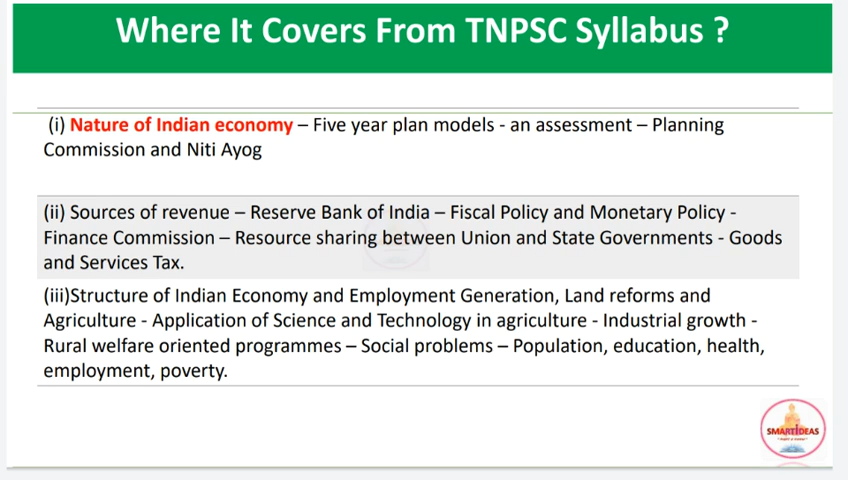 Where It Covers From TNPSC Syllabus ?
(i) Nature of Indian economy – Five year plan models - an assessment – Planning
Commission and Niti Ayog
(ii) Sources of revenue – Reserve Bank of India – Fiscal Policy and Monetary Policy -
Finance Commission – Resource sharing between Union and State Governments - Goods
and Services Tax.
(iii)Structure of Indian Economy and Employment Generation, Land reforms and
Agriculture - Application of Science and Technology in agriculture - Industrial growth -
Rural welfare oriented programmes – Social problems – Population, education, health,
employment, poverty.
SMARTIDEAS